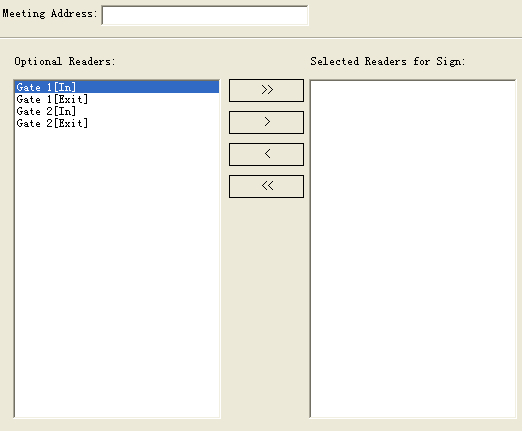 Meeting Address:
Optional Readers:
Selected Readers for Sign:
Gate 1[In]
Gate 1[Exit]
Gate 2[In]
Gate 2[Exit]
>>
>
<
<<